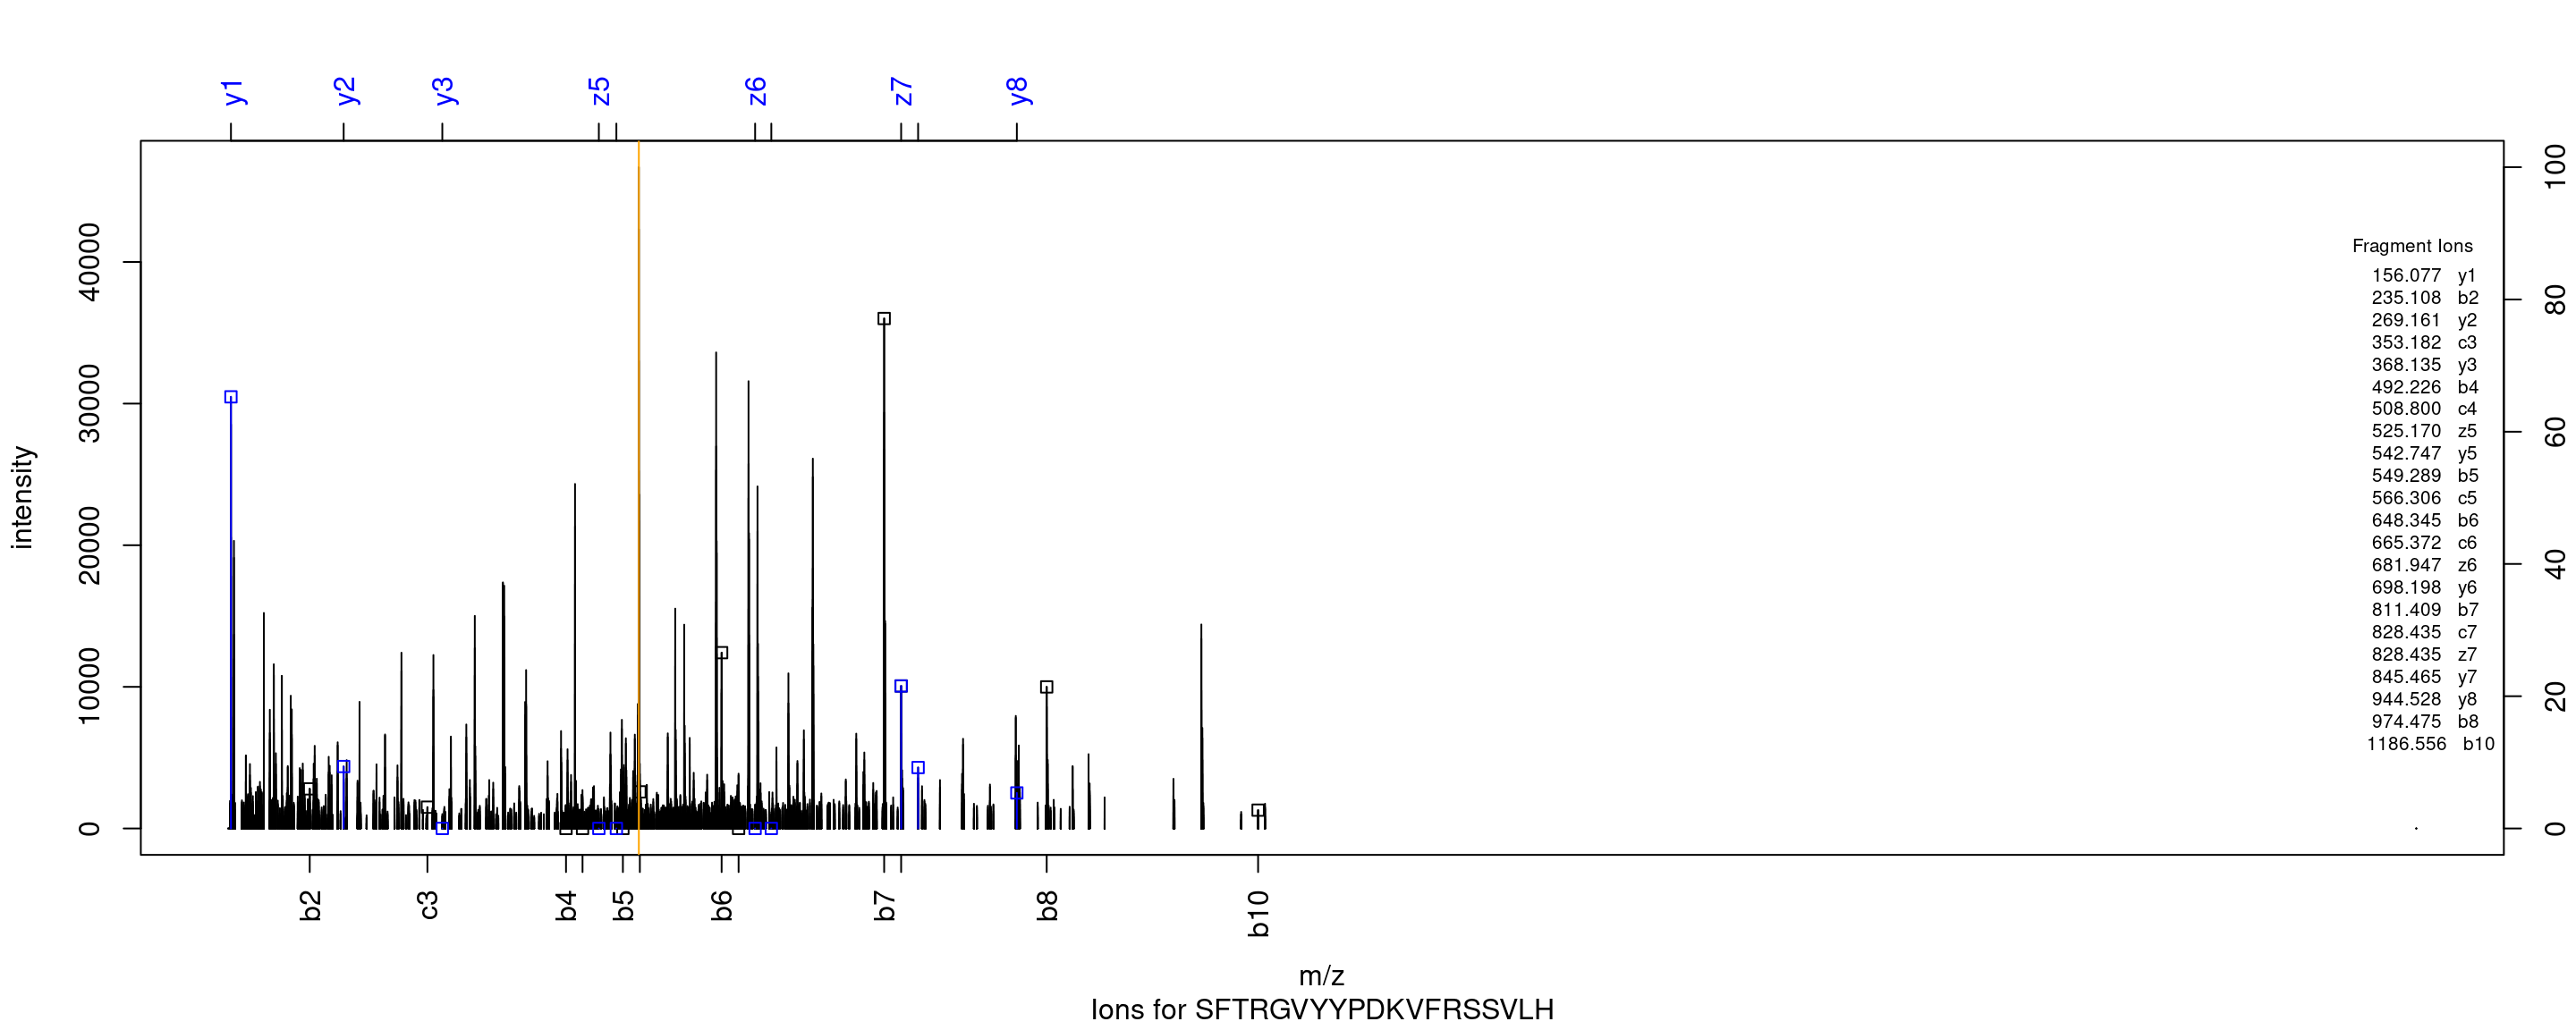 y1 y2 y3 z5 z6 z7 y8
100
80
60
40
20
0
40000
30000
20000
10000
0
intensity
Fragment Ions
156.077 y1
235.108 b2
269.161 y2
353.182 c3
368.135 y3
492.226 b4
508.800 c4
525.170 z5
542.747 y5
549.289 b5
566.306 c5
648.345 b6
665.372 c6
681.947 z6
698.198 y6
811.409 b7
828.435 c7
828.435 z7
845.465 y7
944.528 y8
974.475 b8
1186.556 b10
b2 c3 b4 b5 b6 b7 b8 b10
m/z
Ions for SFTRGVYYPDKVFRSSVLH